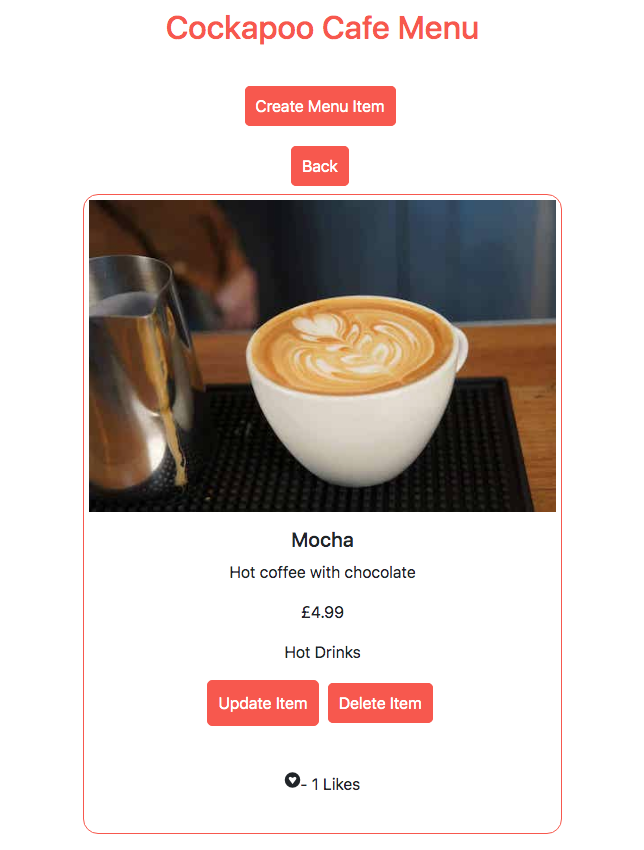 Cockapoo Cafe Menu
Create Menu Item
Back
Mocha
Hot coffee with chocolate
£4.99
Hot Drinks
Update Item Delete Item
- 1 Likes